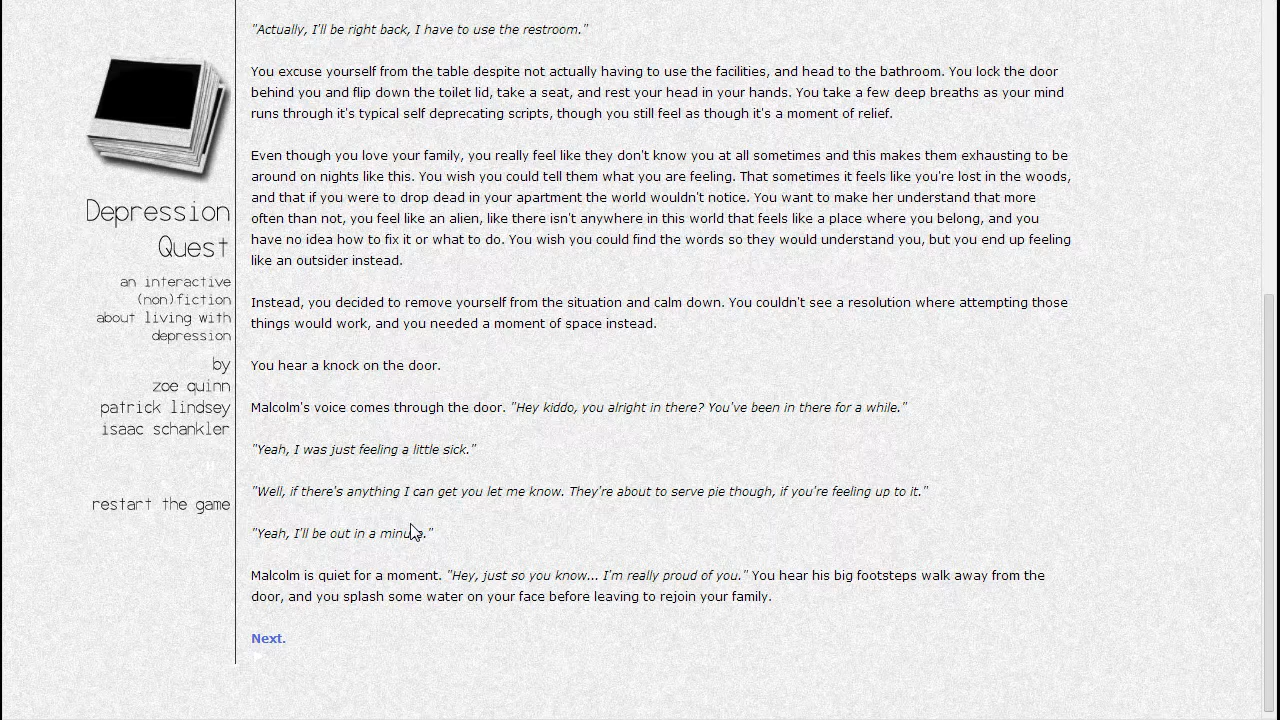 "Actually, I'll be right back, I have to use the restroom."
You excuse yourself from the table despite not actually having to use the facilities, and head to the bathroom. You lock the door
behind you and flip down the toilet lid, take a seat, and rest your head in your hands. You take a few deep breaths as your mind
runs through it's typical self deprecating scripts, though you still feel as though it's a moment of relief.
Even though you love your family, you really feel like they don't know you at all sometimes and this makes them exhausting to be
around on nights like this. You wish you could tell them what you are feeling. That sometimes it feels like you're lost in the woods,
and that if you were to drop dead in your apartment the world wouldn't notice. You want to make her understand that more
often than not, you feel like an alien, like there isn't anywhere in this world that feels like a place where you belong, and you
have no idea how to fix it or what to do. You wish you could find the words so they would understand you, but you end up feeling
like an outsider instead.
Instead, you decided to remove yourself from the situation and calm down. You couldn't see a resolution where attempting those
things would work, and you needed a moment of space instead.
You hear a knock on the door.
Malcolm's voice comes through the door. "Hey kiddo, you alright in there? You've been in there for a while."
"Yeah, I was just feeling a little sick."
"Well, if there's anything I can get you let me know. They're about to serve pie though, if you're feeling up to it."
"Yeah, I'll be out in a minute."
Malcolm is quiet for a moment. "Hey, just so you know... I'm really proud of you." You hear his big footsteps walk away from the
door, and you splash some water on your face before leaving to rejoin your family.
Next.
Depression
Quest
an interactive
(non)fiction
about living with
depression
by
zoe quinn
patrick lindsey
isaac schankler
restart the game